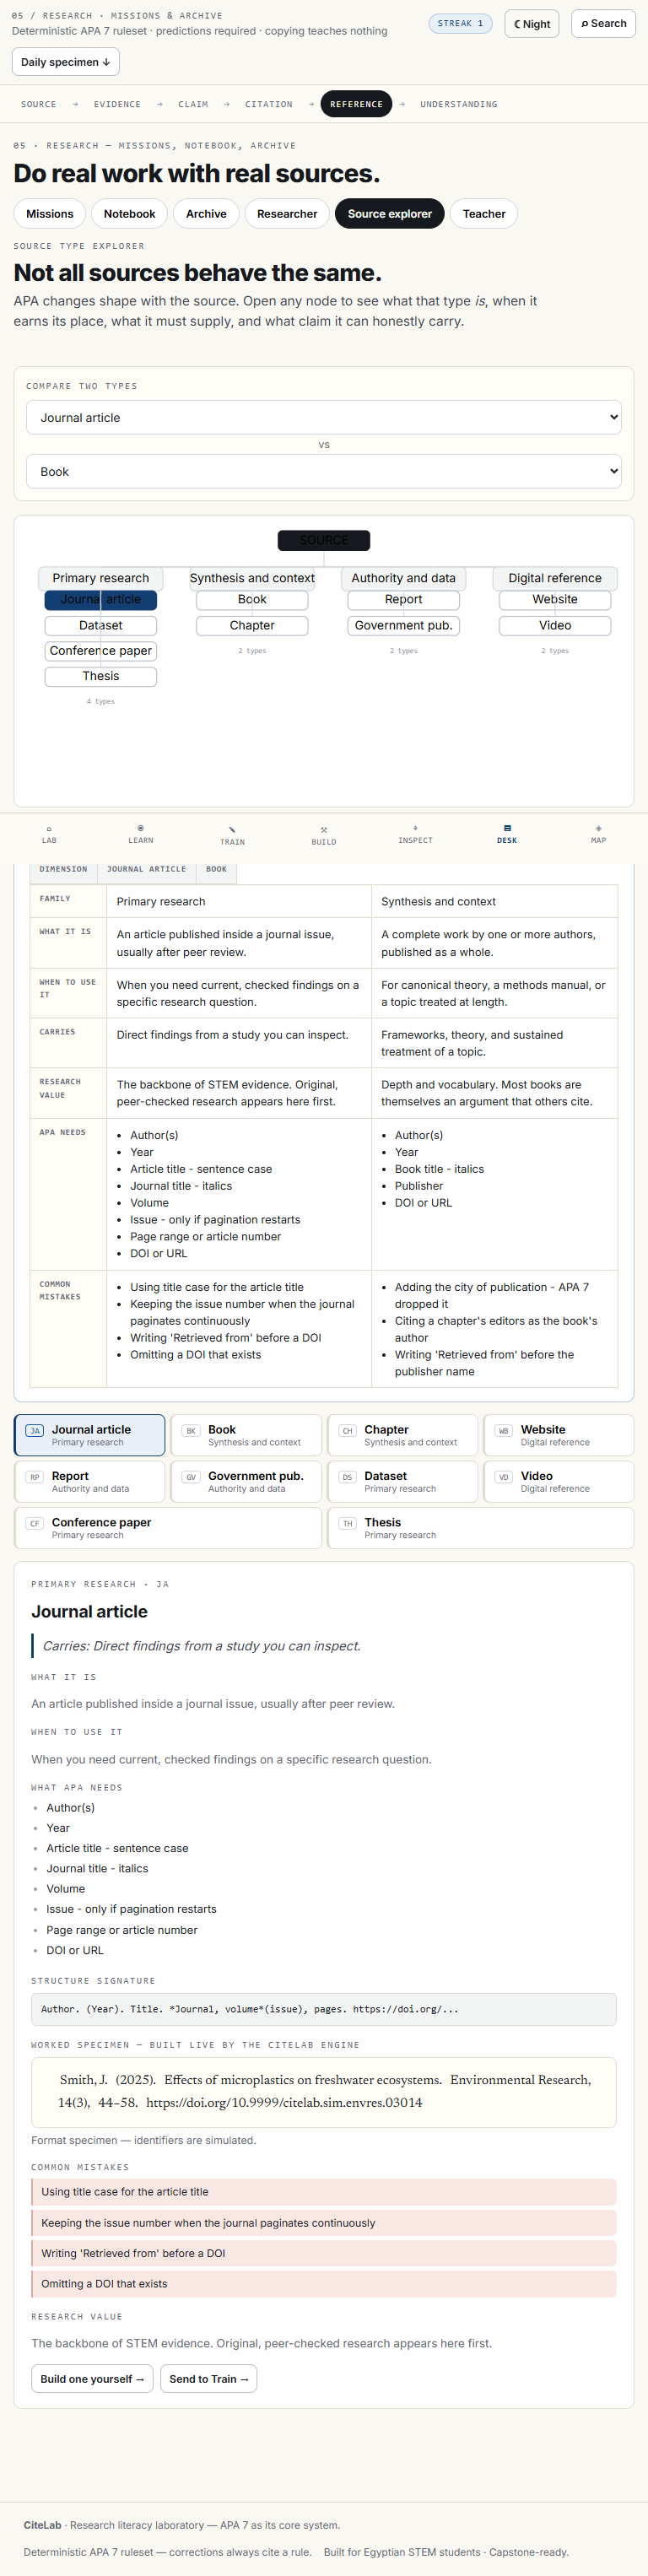 05 / RESEARCH · MISSIONS & ARCHIVE
Deterministic APA 7 ruleset · predictions required · copying teaches nothing
STREAK 1
☾ Night
⌕ Search
Daily specimen ↓
SOURCE → EVIDENCE → CLAIM → CITATION → REFERENCE → UNDERSTANDING
05 · RESEARCH — MISSIONS, NOTEBOOK, ARCHIVE
Do real work with real sources.
Missions
Notebook
Archive
Researcher
Source explorer
Teacher
SOURCE TYPE EXPLORER
Not all sources behave the same.
APA changes shape with the source. Open any node to see what that type is, when it
earns its place, what it must supply, and what claim it can honestly carry.
COMPARE TWO TYPES
Journal article
VS
Book
SOURCE
Primary research
Synthesis and context
Authority and data
Digital reference
Journal article
Book
Report
Website
Dataset
Chapter
Government pub.
Video
Conference paper
2 types
2 types
2 types
Thesis
4 types
LAB
LEARN
TRAIN
BUILD
INSPECT
DESK
MAP
DIMENSION
JOURNAL ARTICLE
BOOK
FAMILY
Primary research
Synthesis and context
WHAT IT IS
An article published inside a journal issue,
usually after peer review.
A complete work by one or more authors,
published as a whole.
WHEN TO USE
IT
When you need current, checked findings on a
specific research question.
For canonical theory, a methods manual, or
a topic treated at length.
CARRIES
Direct findings from a study you can inspect.
Frameworks, theory, and sustained
treatment of a topic.
RESEARCH
VALUE
The backbone of STEM evidence. Original,
peer-checked research appears here first.
Depth and vocabulary. Most books are
themselves an argument that others cite.
APA NEEDS
• Author(s)
• Year
• Article title - sentence case
• Journal title - italics
• Volume
• Issue - only if pagination restarts
• Page range or article number
• DOI or URL
• Author(s)
• Year
• Book title - italics
• Publisher
• DOI or URL
COMMON
MISTAKES
• Using title case for the article title
• Keeping the issue number when the journal
paginates continuously
• Writing 'Retrieved from' before a DOI
• Omitting a DOI that exists
• Adding the city of publication - APA 7
dropped it
• Citing a chapter's editors as the book's
author
• Writing 'Retrieved from' before the
publisher name
JA Journal article
Primary research
BK Book
Synthesis and context
CH Chapter
Synthesis and context
WB Website
Digital reference
RP Report
Authority and data
GV Government pub.
Authority and data
DS Dataset
Primary research
VD Video
Digital reference
CF Conference paper
Primary research
TH Thesis
Primary research
PRIMARY RESEARCH · JA
Journal article
Carries: Direct findings from a study you can inspect.
WHAT IT IS
An article published inside a journal issue, usually after peer review.
WHEN TO USE IT
When you need current, checked findings on a specific research question.
WHAT APA NEEDS
Author(s)
Year
Article title - sentence case
Journal title - italics
Volume
Issue - only if pagination restarts
Page range or article number
DOI or URL
STRUCTURE SIGNATURE
Author. (Year). Title. *Journal, volume*(issue), pages. https://doi.org/...
WORKED SPECIMEN — BUILT LIVE BY THE CITELAB ENGINE
Smith, J. (2025). Effects of microplastics on freshwater ecosystems. Environmental Research,
14(3), 44–58. https://doi.org/10.9999/citelab.sim.envres.03014
Format specimen — identifiers are simulated.
COMMON MISTAKES
Using title case for the article title
Keeping the issue number when the journal paginates continuously
Writing 'Retrieved from' before a DOI
Omitting a DOI that exists
RESEARCH VALUE
The backbone of STEM evidence. Original, peer-checked research appears here first.
Build one yourself →
Send to Train →
CiteLab · Research literacy laboratory — APA 7 as its core system.
Deterministic APA 7 ruleset — corrections always cite a rule. Built for Egyptian STEM students · Capstone-ready.